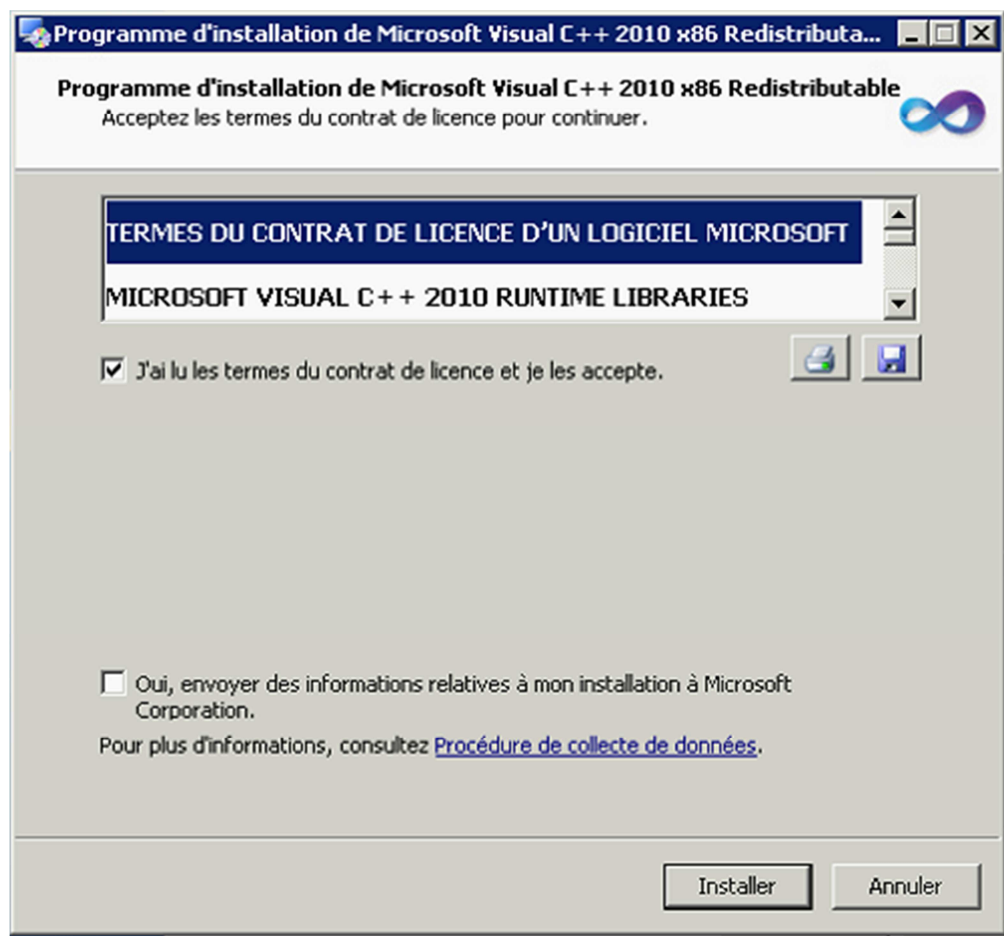 Programme d'installation de Microsoft Visual C++ 2010 x86 Redistributa...
Programme d'installation de Microsoft Visual C++ 2010 x86 Redistributable
Acceptez les termes du contrat de licence pour continuer.
TERMES DU CONTRAT DE LICENCE D’UN LOGICIEL MICROSOFT
MICROSOFT VISUAL C++ 2010 RUNTIME LIBRARIES
J'ai lu les termes du contrat de licence et je les accepte.
Oui, envoyer des informations relatives à mon installation à Microsoft
Corporation.
Pour plus d'informations, consultez Procédure de collecte de données.
Installer
Annuler